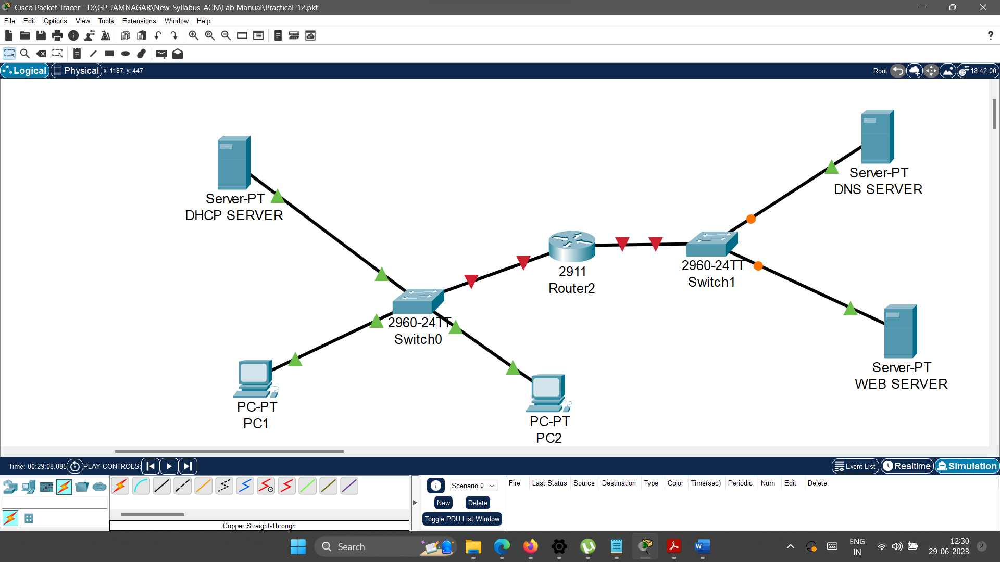 Cisco Packet Tracer - D:\GP_JAMNAGAR\New-Syllabus-ACN\Lab Manual\Practical-12.pkt
File Edit Options View Tools Extensions Window Help
?
Logical Physical x: 1187, y: 447 Root 18:42:00
Server-PT
DNS SERVER
Server-PT
DHCP SERVER
2911
Router2
2960-24TT
Switch1
2960-24TT
Switch0
Server-PT
WEB SERVER
PC-PT
PC1
PC-PT
PC2
Time: 00:29:08.085 PLAY CONTROLS: Event List Realtime Simulation
Scenario 0
New Delete
Toggle PDU List Window
Fire Last Status Source Destination Type Color Time(sec) Periodic Num Edit Delete
Copper Straight-Through
Search
ENG
IN
12:30
29-06-2023
2